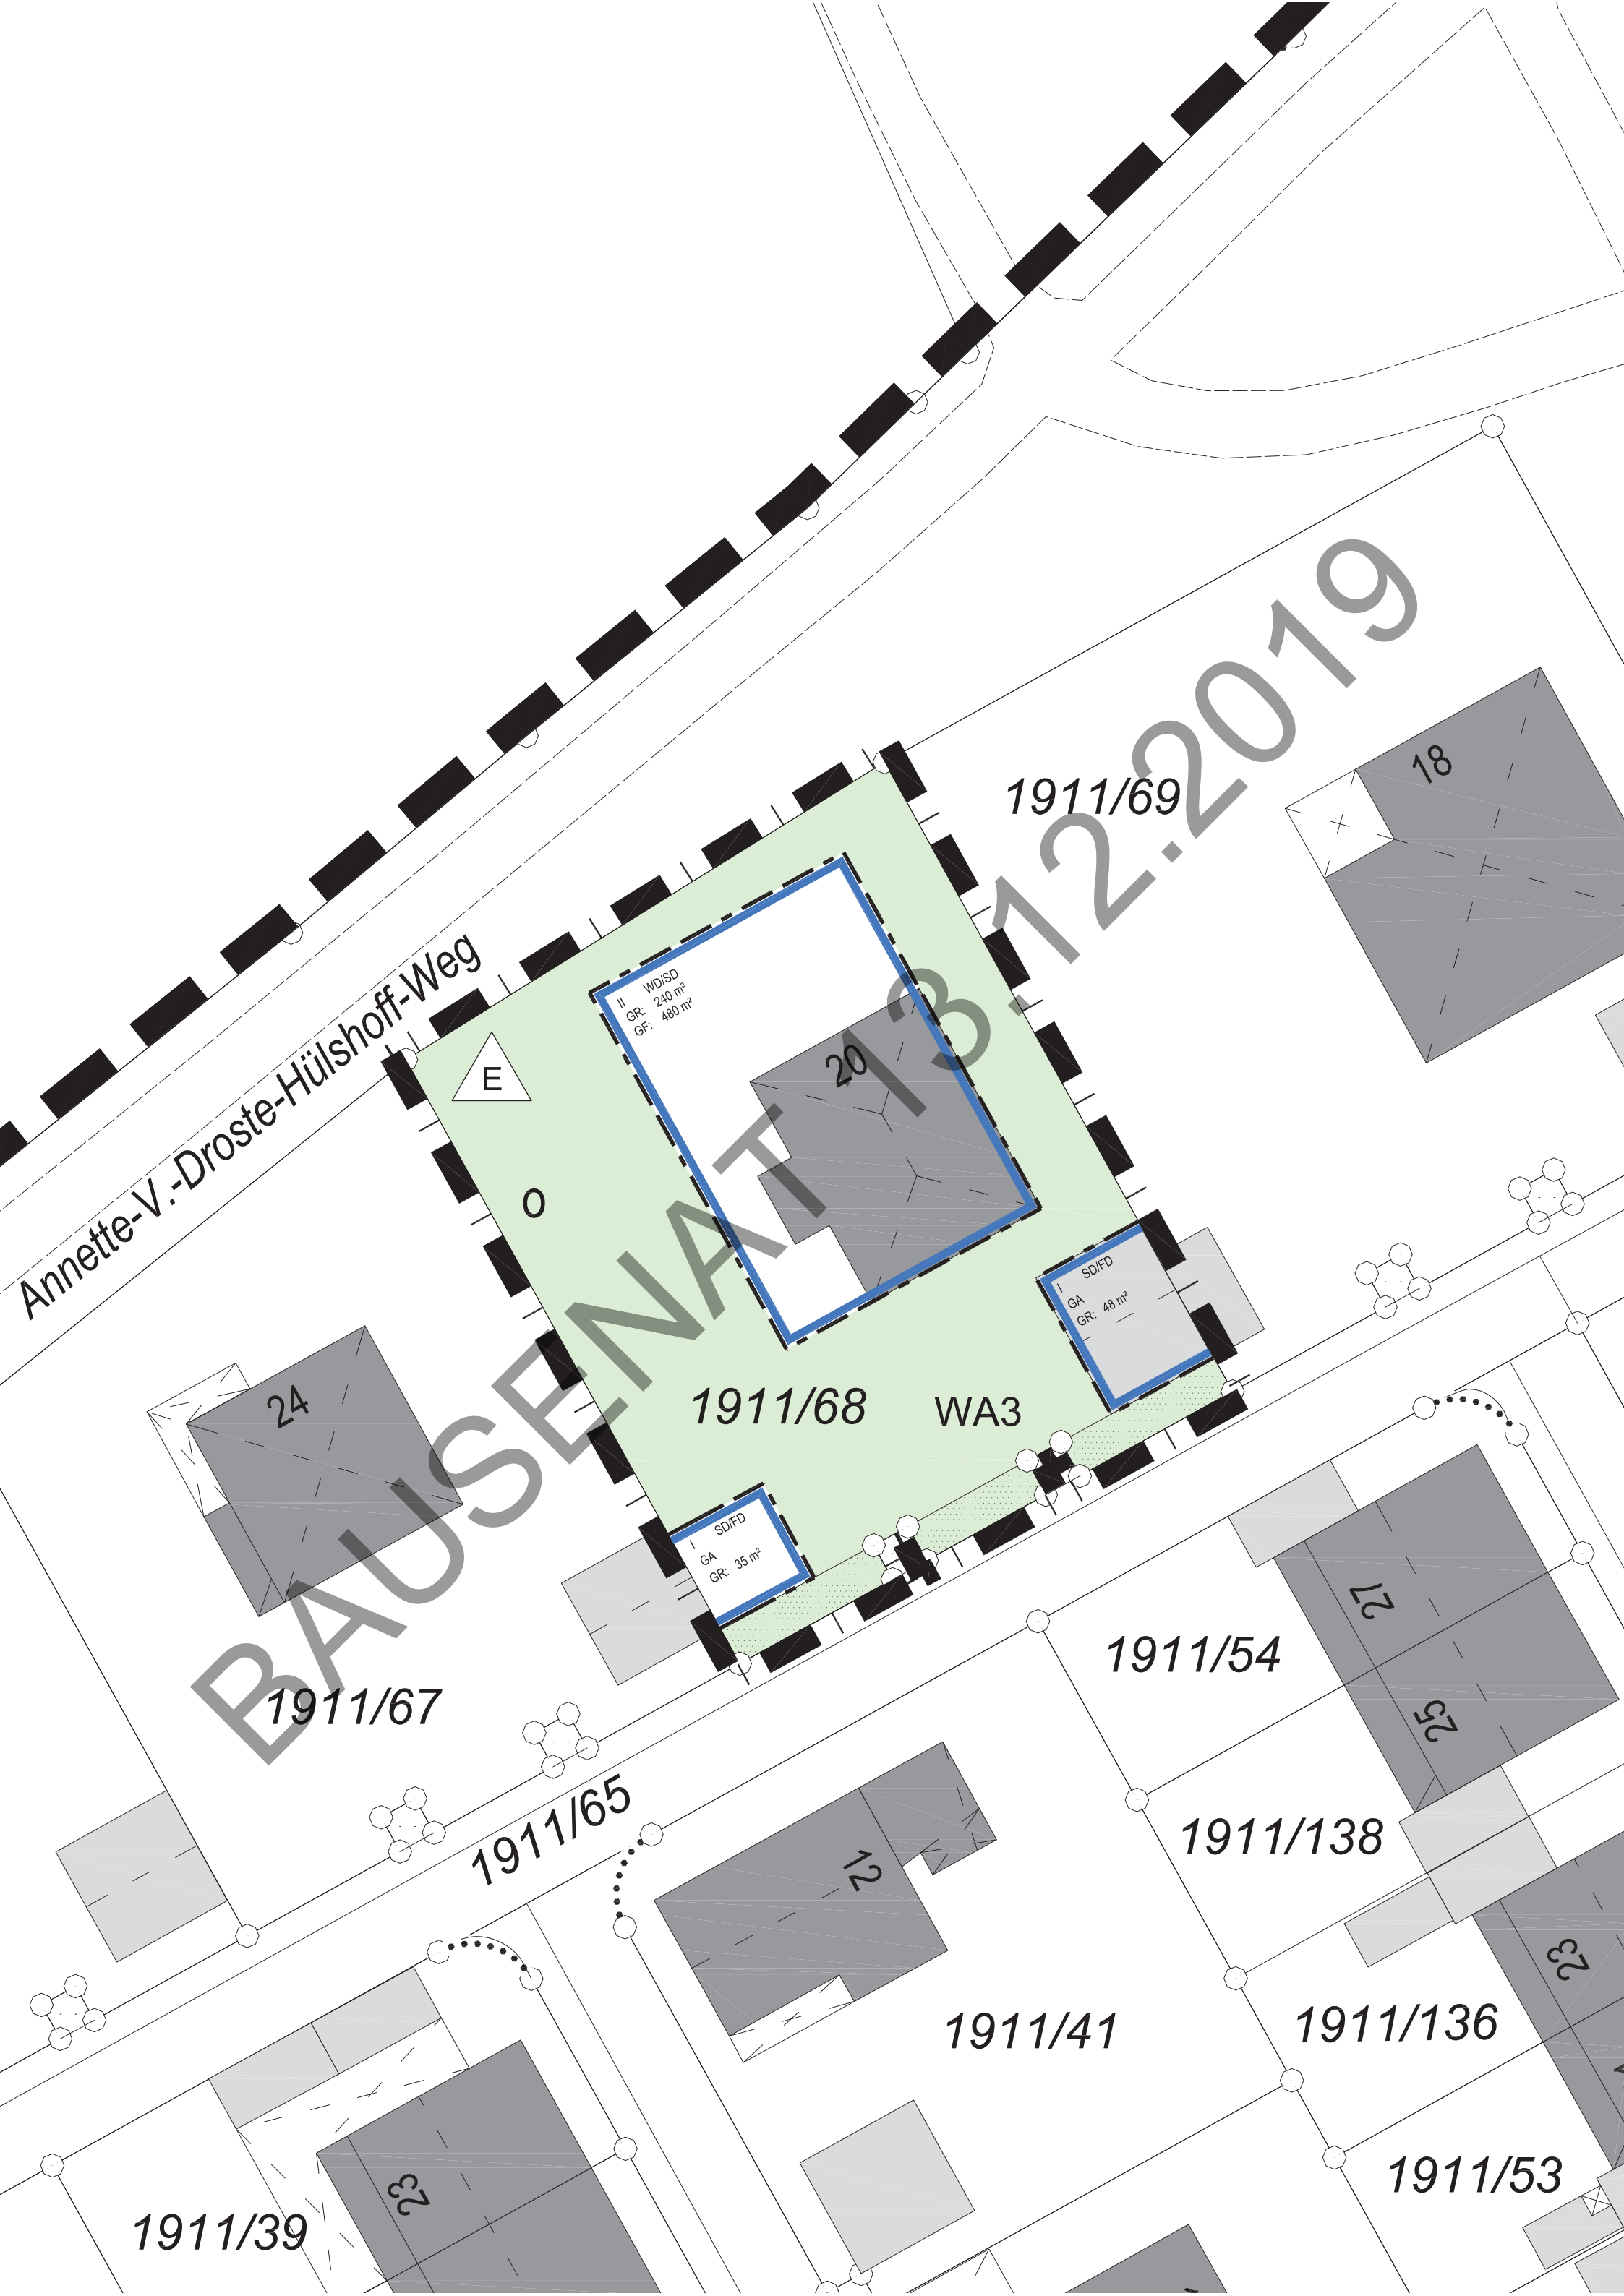 18
1911/69
BAUSENAT 13.12.2019
Annette-V.-Droste-Hülshoff-Weg
II WD/SD
GR: 240 m²
GF: 480 m²
E
20
O
I SD/FD
GA
GR: 48 m²
24
1911/68
WA3
I SD/FD
GA
GR: 35 m²
27
1911/54
1911/67
25
1911/65
1911/138
12
23
1911/136
1911/41
1911/53
23
1911/39